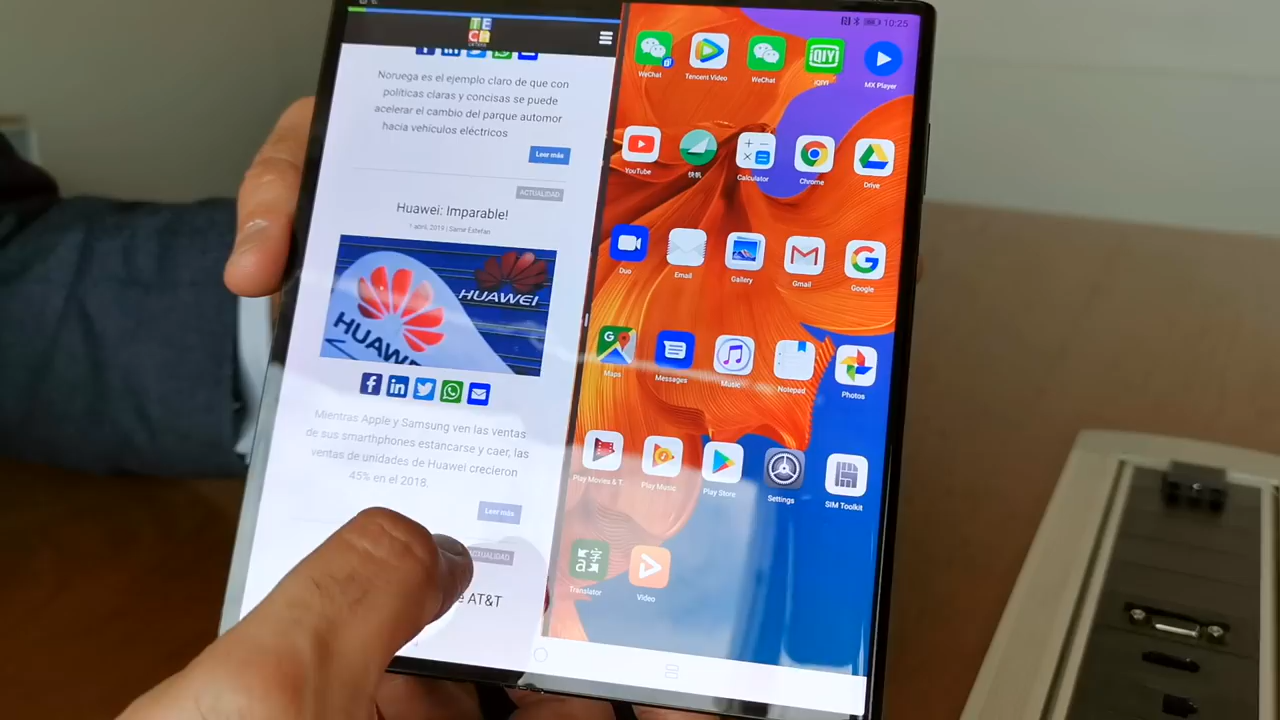 TEC
Noruega es el ejemplo claro de que con
políticas claras y concisas se puede
acelerar el cambio del parque automor
hacia vehículos eléctricos
Leer más
ACTUALIDAD
Huawei: Imparable!
1 abril, 2019 | Samir Estefan
HUAWEI
HUAWE
Mientras Apple y Samsung ven las ventas
de sus smarthphones estancarse y caer, las
ventas de unidades de Huawei crecieron
45% en el 2018.
Leer más
ACTUALIDAD
e AT&T
10:25
WeChat
Tencent Video
WeChat
iQIYI
MX Player
YouTube
快帆
Calculator
Chrome
Drive
Duo
Email
Gallery
Gmail
Google
Maps
Messages
Music
Notepad
Photos
Play Movies & T
Play Music
Play Store
Settings
SIM Toolkit
Translator
Video